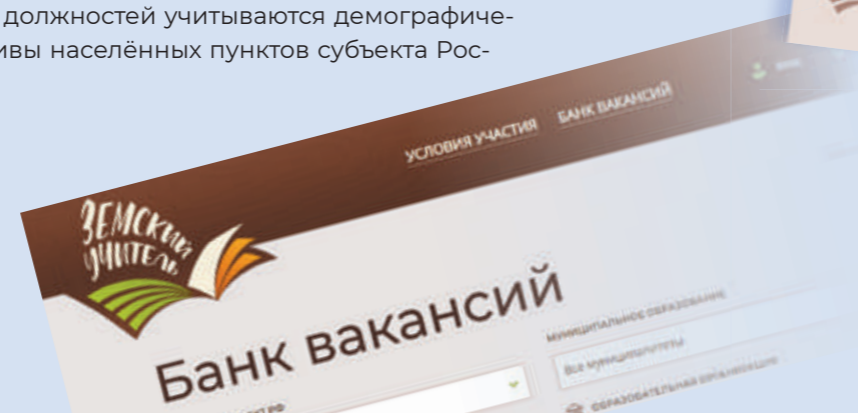 должностей учитываются демографиче-
ивы населённых пунктов субъекта Рос-
УСЛОВИЯ УЧАСТИЯ
БАНК ВАКАНСИЙ
ЗЕМСКИЙ
УЧИТЕЛЬ
Банк вакансий
МУНИЦИПАЛЬНОЕ ОБРАЗОВАНИЕ
Все муниципалитеты
РФ
ОБРАЗОВАТЕЛЬНАЯ ОРГАНИЗАЦИЯ